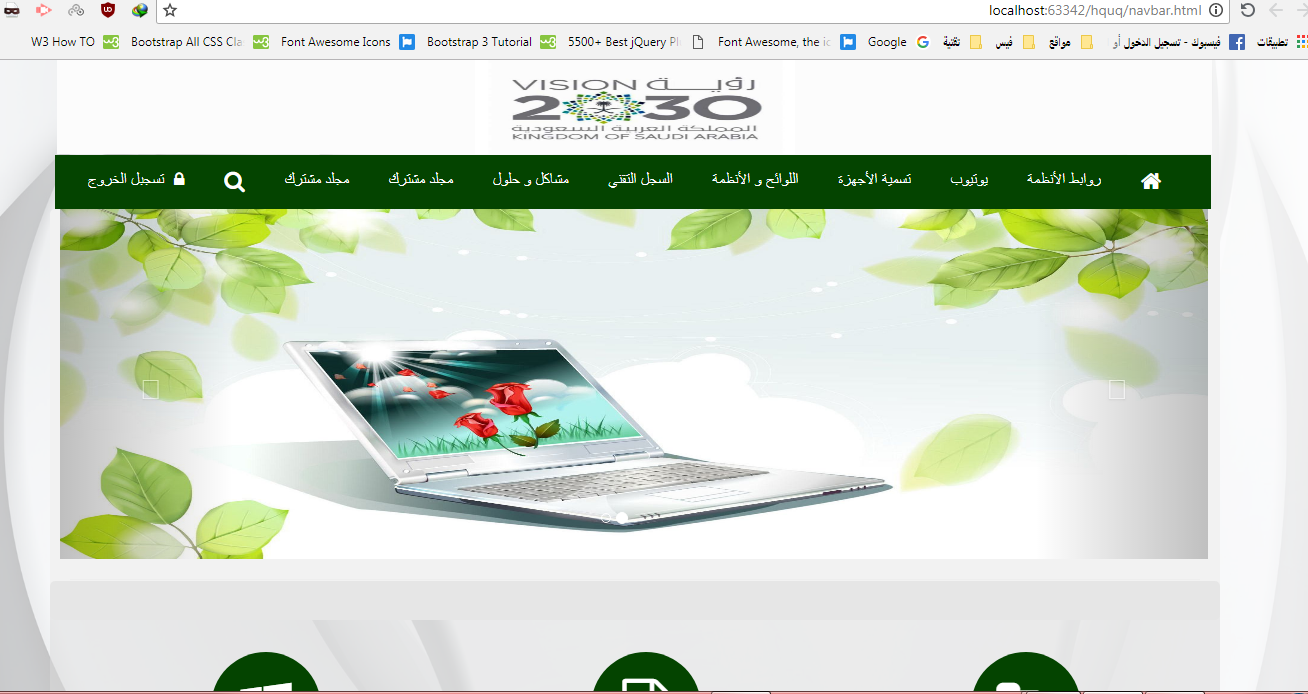 localhost:63342/hquq/navbar.html
تطبيقات فيسبوك - تسجيل الدخول أو مواقع فيس تقنية Google Font Awesome, the ic 5500+ Best jQuery Pl Bootstrap 3 Tutorial Font Awesome Icons Bootstrap All CSS Cla W3 How TO
VISION رؤيـــة
2030
المملكة العربية السعودية
KINGDOM OF SAUDI ARABIA
روابط الأنظمة يوتيوب تسمية الأجهزة اللوائح و الأنظمة السجل التقني مشاكل و حلول مجلد مشترك مجلد مشترك تسجيل الخروج